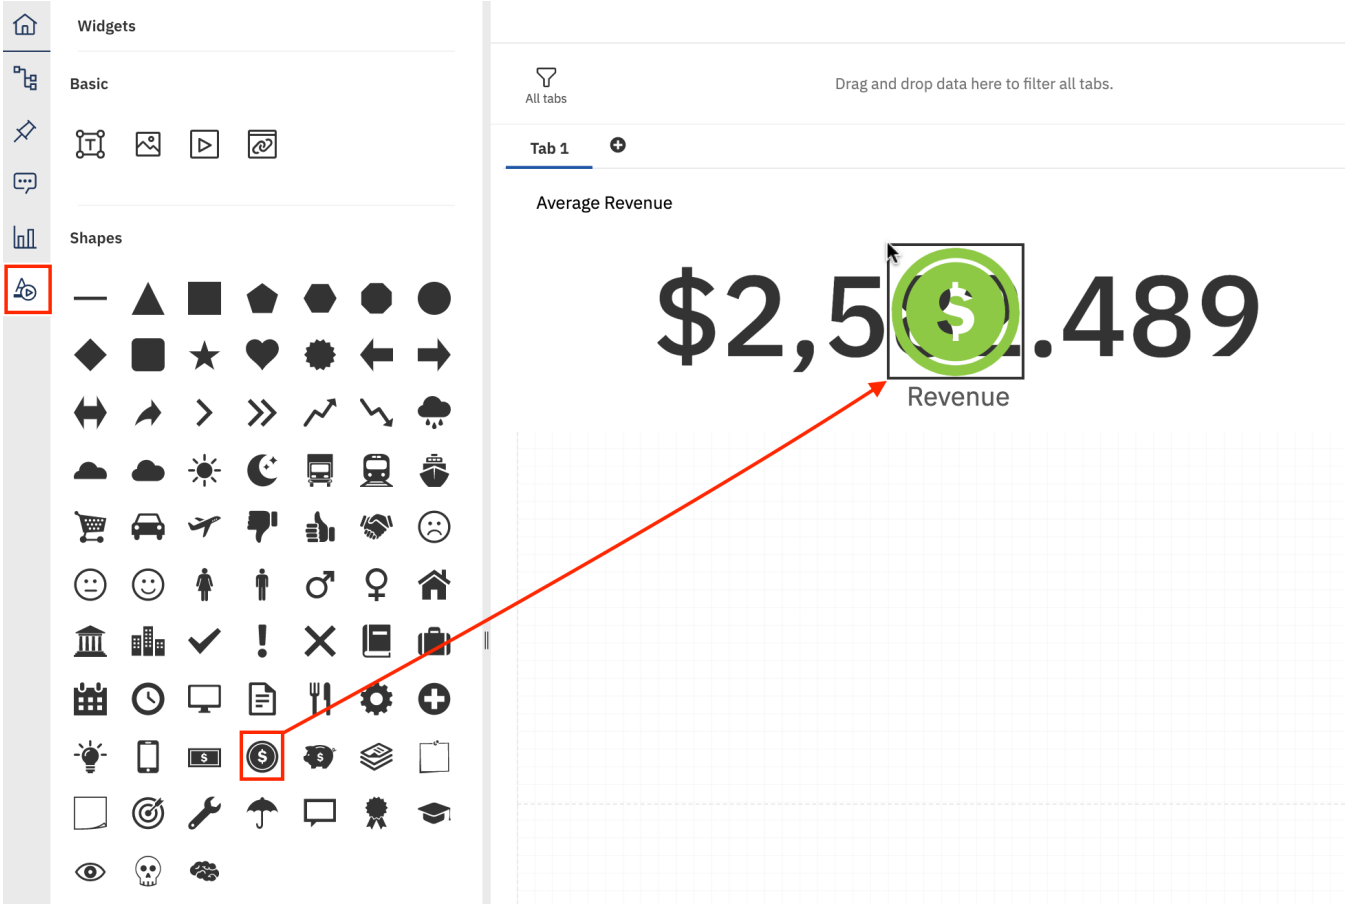 Widgets
Basic
T
Shapes
$
$
$
All tabs
Drag and drop data here to filter all tabs.
Tab 1
Average Revenue
$2,5 .489
$
Revenue